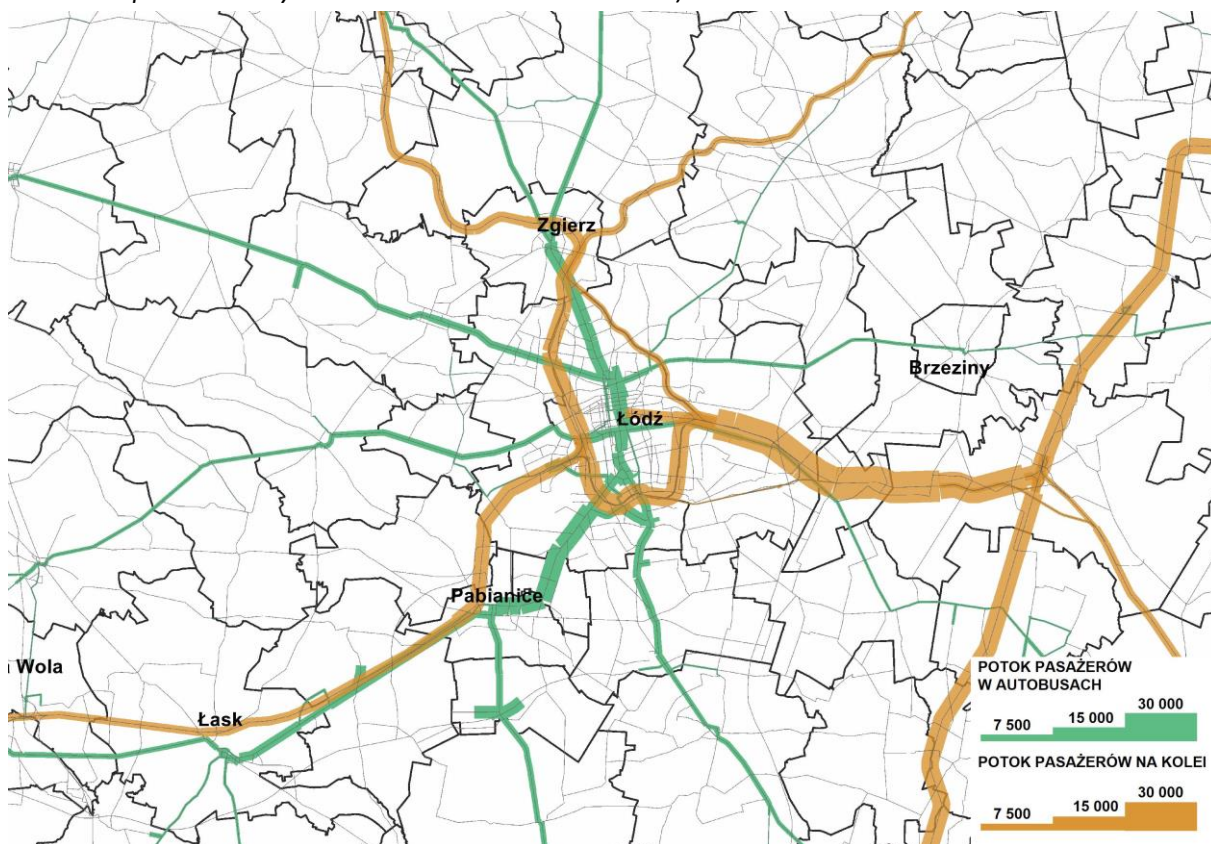 Zgierz
Brzeziny
Łódź
Pabianice
a Wola
Łask
POTOK PASAŻERÓW
W AUTOBUSACH
7 500 15 000 30 000
POTOK PASAŻERÓW NA KOLEI
7 500 15 000 30 000